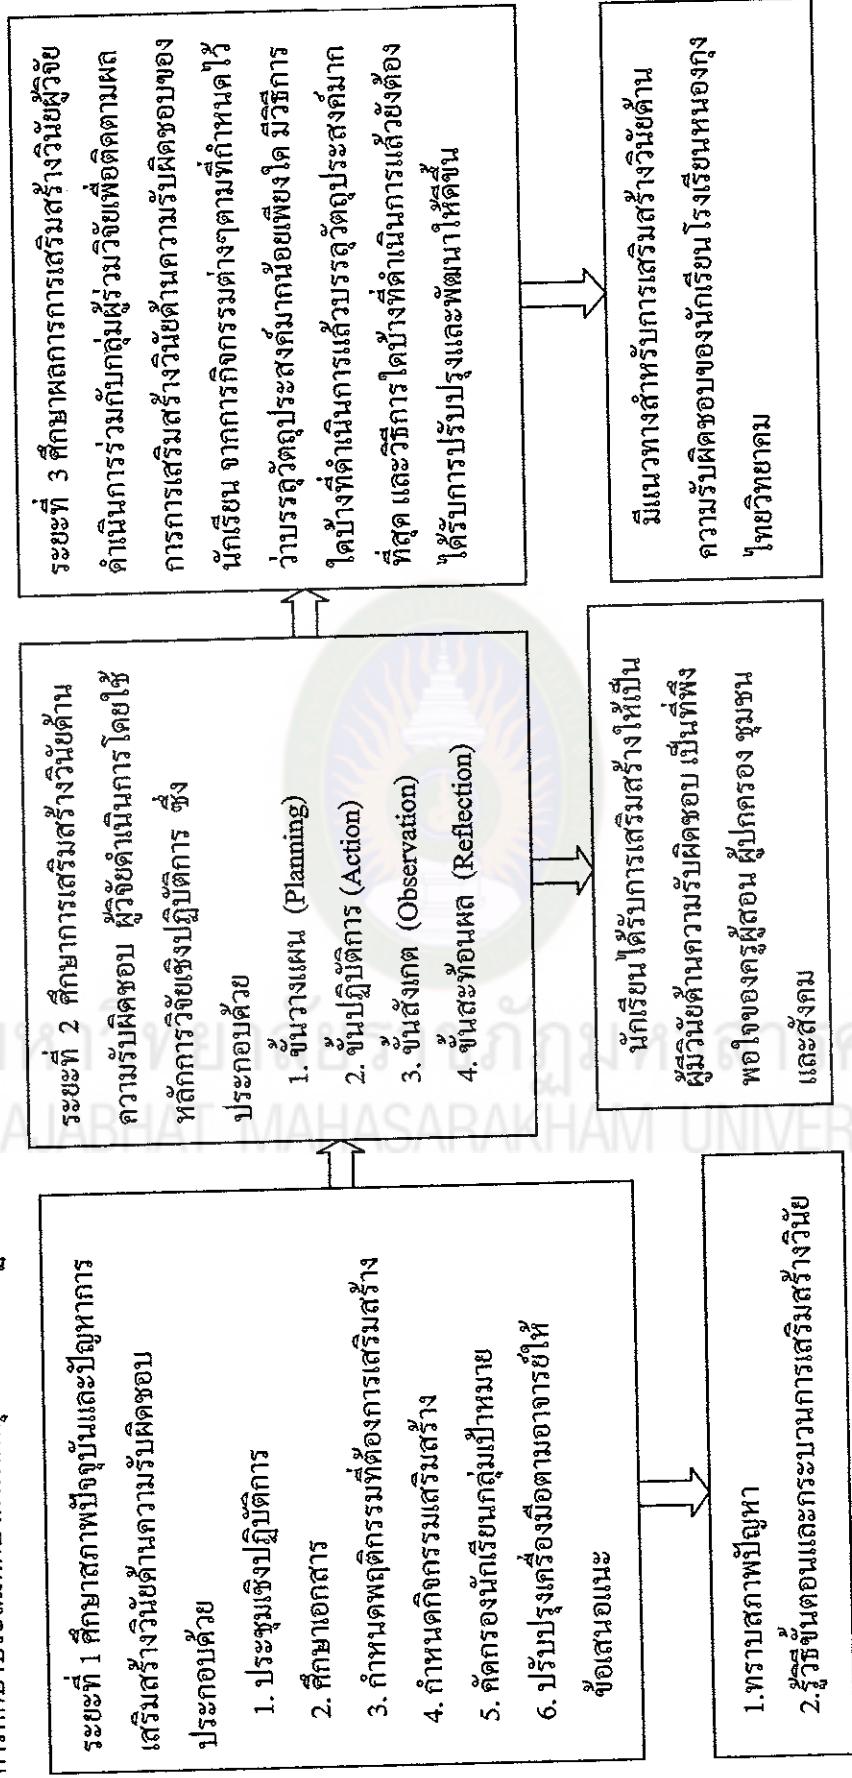 ระยะที่ 1 ศึกษาสภาพปัจจุบันและปัญหาการ
เสริมสร้างวินัยด้านความรับผิดชอบ
ประกอบด้วย
1. ประชุมเชิงปฏิบัติการ
2. ศึกษาเอกสาร
3. กำหนดพฤติกรรมที่ต้องการเสริมสร้าง
4. กำหนดกิจกรรมเสริมสร้าง
5. คัดกรองนักเรียนกลุ่มเป้าหมาย
6. ปรับปรุงเครื่องมือตามอาจารย์ให้
ข้อเสนอแนะ
ระยะที่ 2 ศึกษาการเสริมสร้างวินัยด้าน
ความรับผิดชอบ ผู้วิจัยดำเนินการโดยใช้
หลักการวิจัยเชิงปฏิบัติการ ซึ่ง
ประกอบด้วย
1. ขั้นวางแผน (Planning)
2. ขั้นปฏิบัติการ (Action)
3. ขั้นสังเกต (Observation)
4. ขั้นสะท้อนผล (Reflection)
ระยะที่ 3 ศึกษาผลการการเสริมสร้างวินัยผู้วิจัย
ดำเนินการร่วมกับกลุ่มผู้ร่วมวิจัยเพื่อติดตามผล
การการเสริมสร้างวินัยด้านความรับผิดชอบของ
นักเรียน จากการกิจกรรมต่างๆตามที่กำหนดไว้
ว่าบรรลุวัตถุประสงค์มากน้อยเพียงใด มีวิธีการ
ใดบ้างที่ดำเนินการแล้วบรรลุวัตถุประสงค์มาก
ที่สุด และวิธีการใดบ้างที่ดำเนินการแล้วยังต้อง
ได้รับการปรับปรุงและพัฒนาให้ดีขึ้น
1.ทราบสภาพปัญหา
2.รู้วิธีขั้นตอนและกระบวนการเสริมสร้างวินัย
นักเรียนได้รับการเสริมสร้างให้เป็น
ผู้มีวินัยด้านความรับผิดชอบ เป็นที่พึง
พอใจของครูผู้สอน ผู้ปกครอง ชุมชน
และสังคม
มีแนวทางสำหรับการเสริมสร้างวินัยด้าน
ความรับผิดชอบของนักเรียนโรงเรียนหนองกุง
ไทยวิทยาคม
MAHASARAKHAM